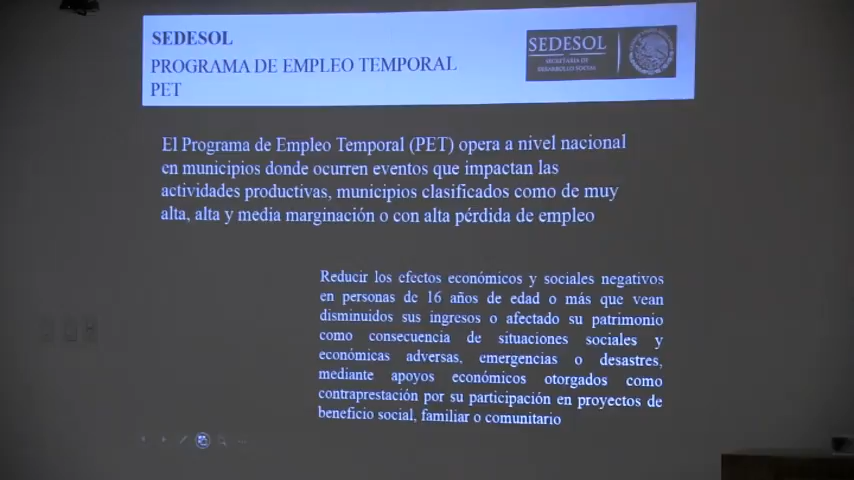 SEDESOL
PROGRAMA DE EMPLEO TEMPORAL
PET
SEDESOL
SECRETARÍA DE
DESARROLLO SOCIAL
El Programa de Empleo Temporal (PET) opera a nivel nacional
en municipios donde ocurren eventos que impactan las
actividades productivas, municipios clasificados como de muy
alta, alta y media marginación o con alta pérdida de empleo
Reducir los efectos económicos y sociales negativos
en personas de 16 años de edad o más que vean
disminuidos sus ingresos o afectado su patrimonio
como consecuencia de situaciones sociales y
económicas adversas, emergencias o desastres,
mediante apoyos económicos otorgados como
contraprestación por su participación en proyectos de
beneficio social, familiar o comunitario